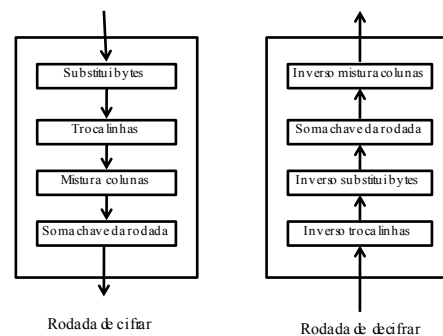 Substitui bytes
Troca linhas
Mistura colunas
Soma chave da rodada
Rodada de cifrar
Inverso mistura colunas
Soma chave da rodada
Inverso substitui bytes
Inverso troca linhas
Rodada de decifrar